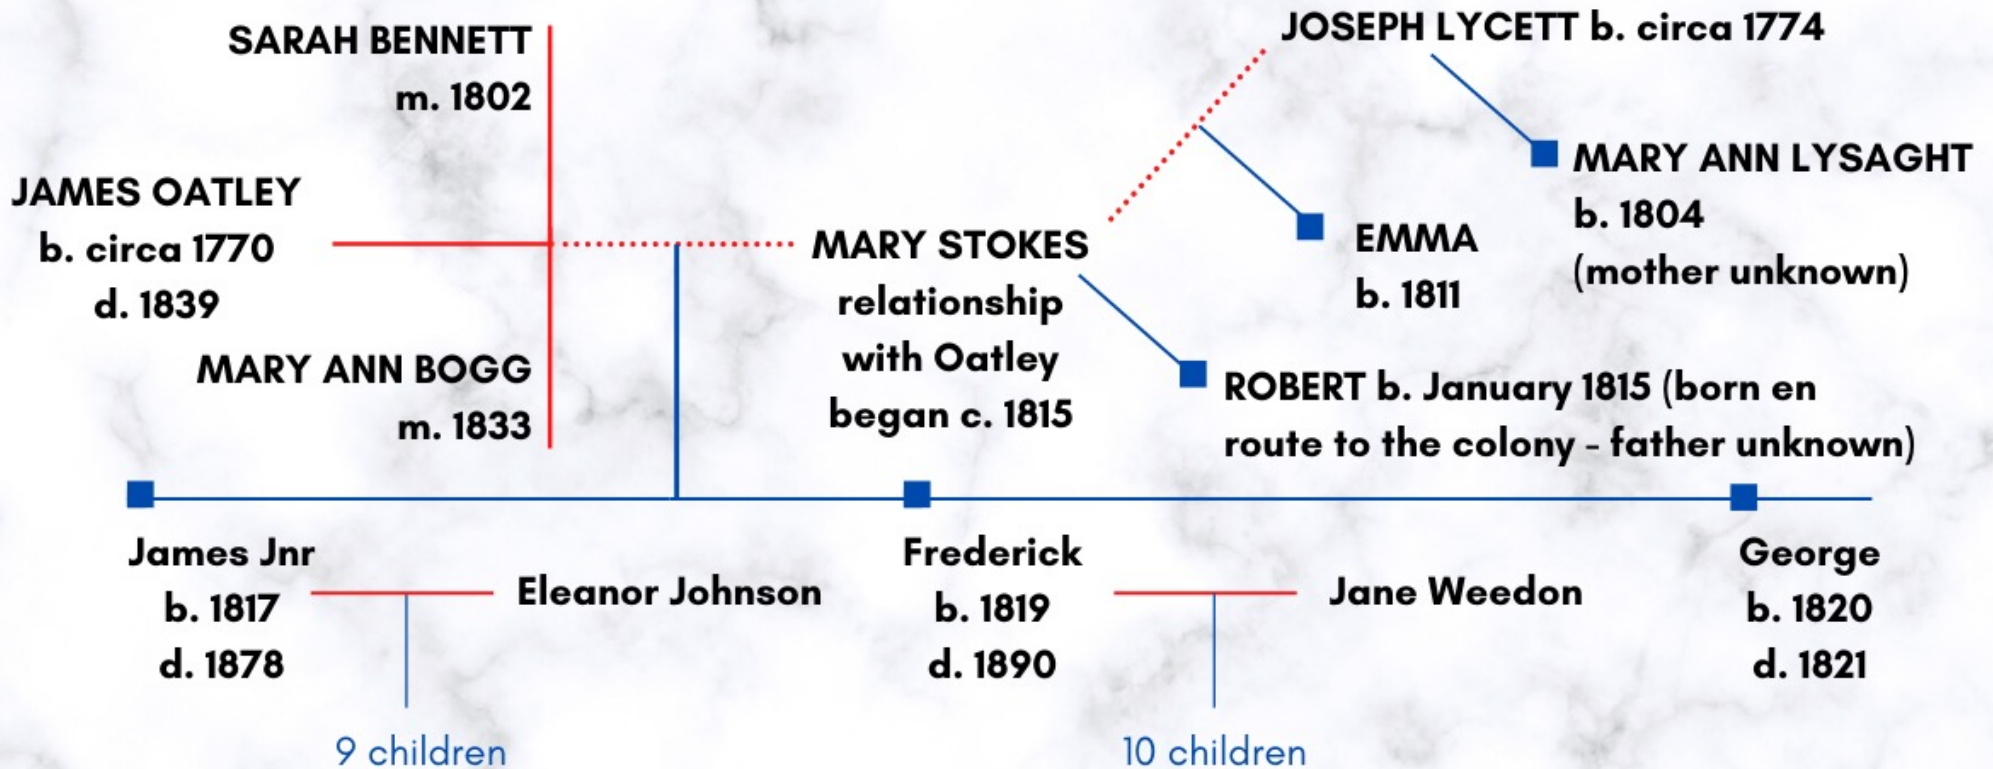 SARAH BENNETT
m. 1802
JAMES OATLEY
b. circa 1770
d. 1839
MARY ANN BOGG
m. 1833
MARY STOKES
relationship
with Oatley
began c. 1815
JOSEPH LYCETT b. circa 1774
MARY ANN LYSAGHT
b. 1804
(mother unknown)
EMMA
b. 1811
ROBERT b. January 1815 (born en
route to the colony - father unknown)
James Jnr
b. 1817
d. 1878
Eleanor Johnson
9 children
Frederick
b. 1819
d. 1890
Jane Weedon
10 children
George
b. 1820
d. 1821